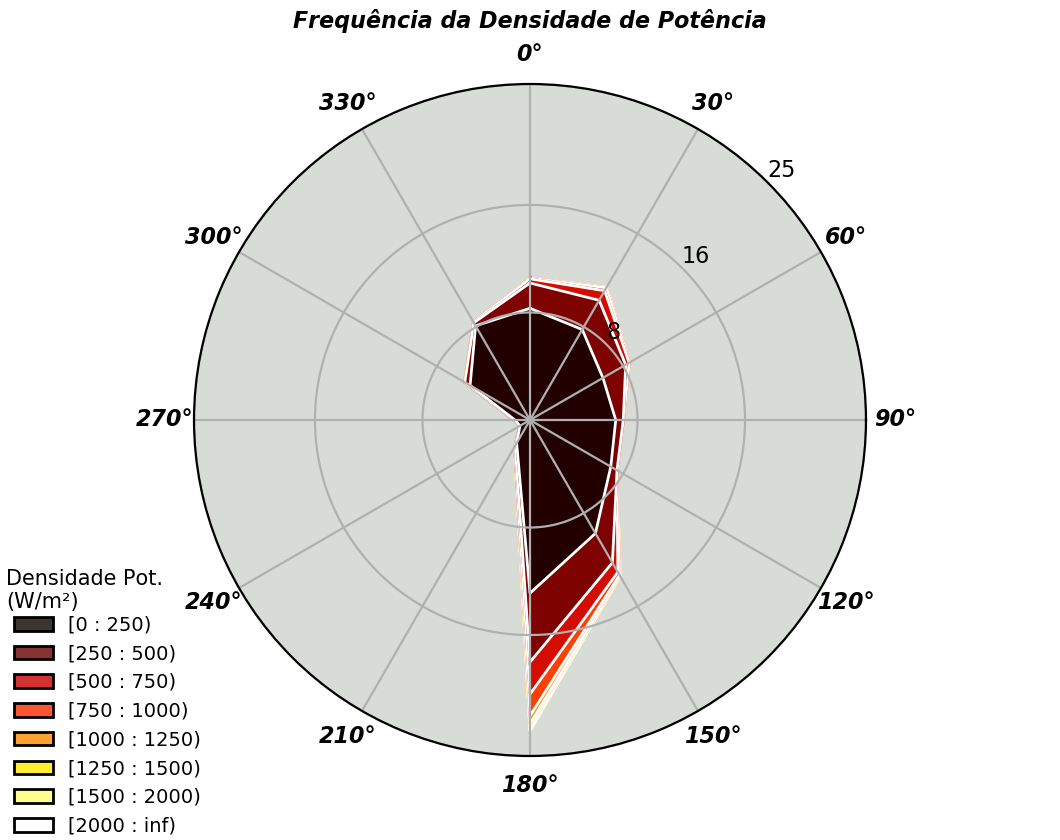 Frequência da Densidade de Potência
0°
330°
30°
25
300°
60°
16
8
270°
90°
240°
120°
210°
150°
180°
Densidade Pot.
(W/m²)
[0 : 250)
[250 : 500)
[500 : 750)
[750 : 1000)
[1000 : 1250)
[1250 : 1500)
[1500 : 2000)
[2000 : inf)